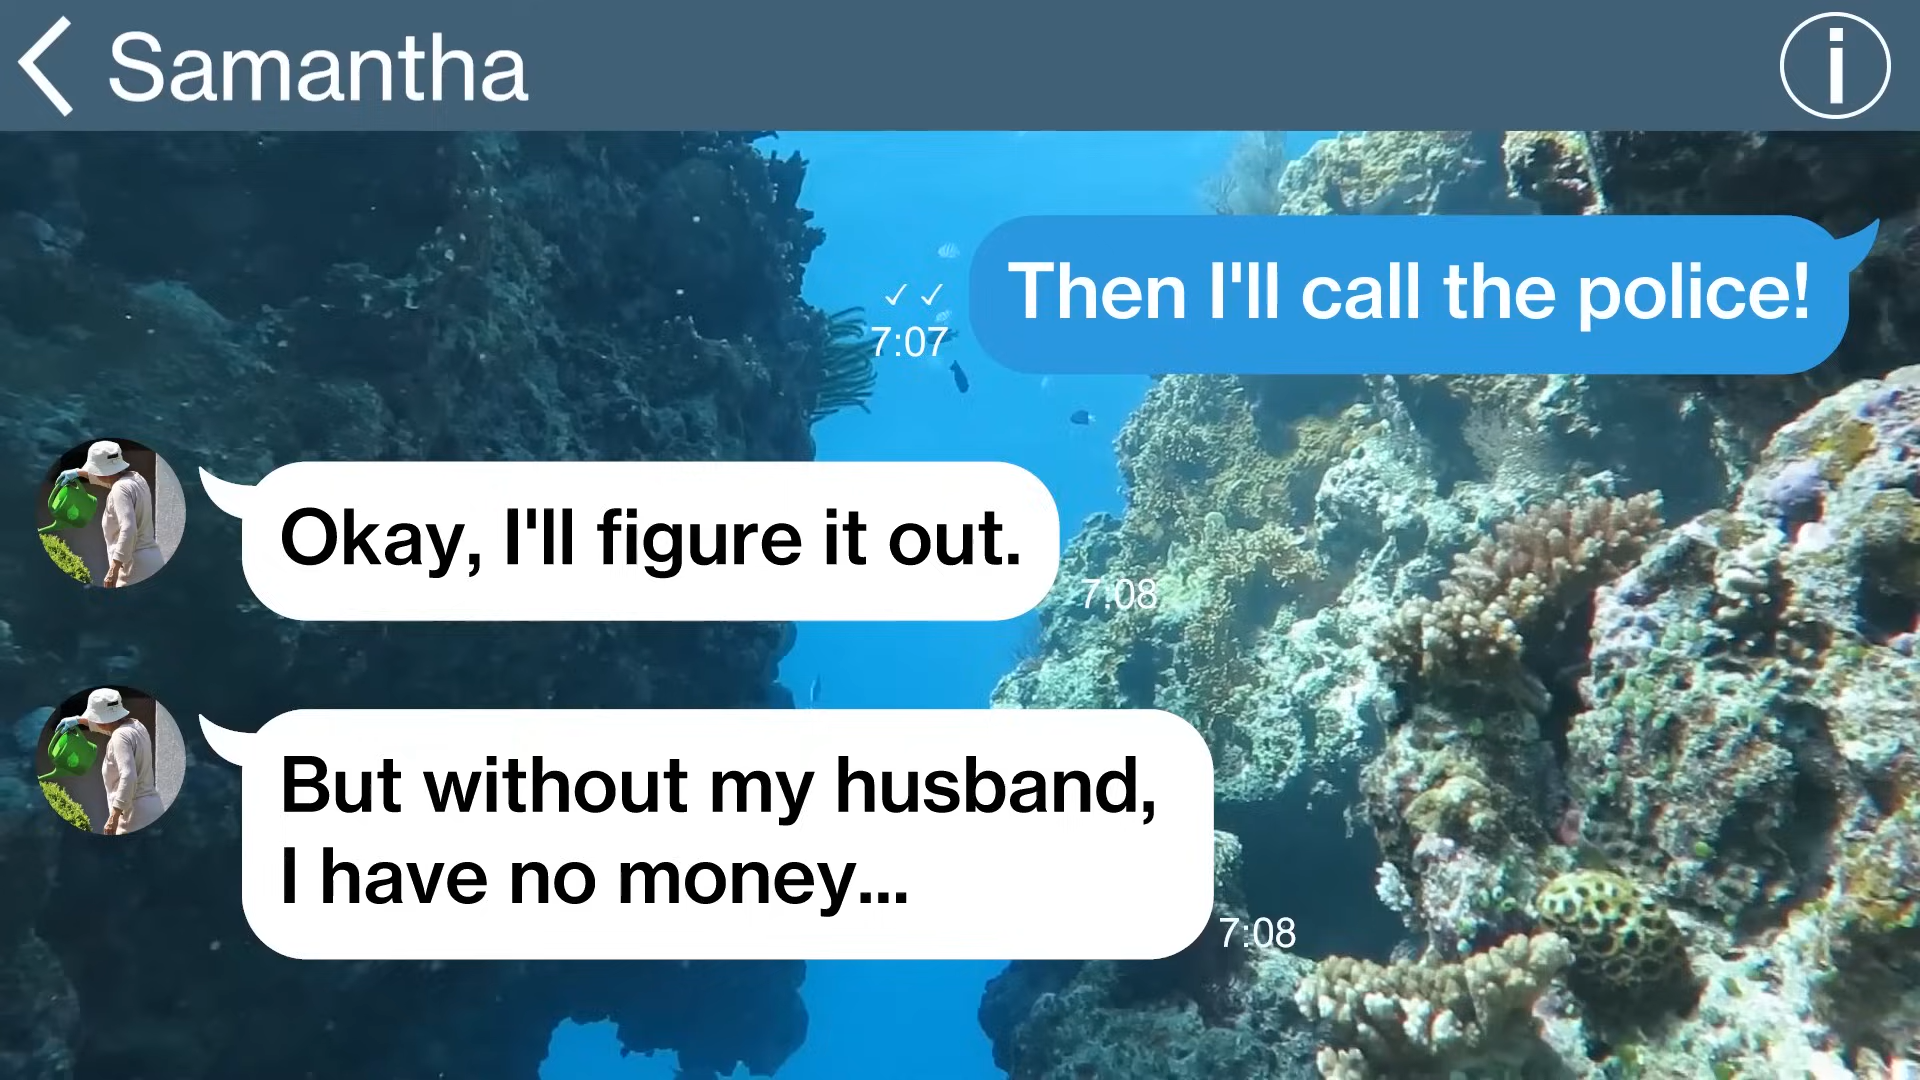 Samantha
Then I'll call the police!
✓ ✓
7:07
Okay, I'll figure it out.
7:08
But without my husband,
I have no money...
7:08